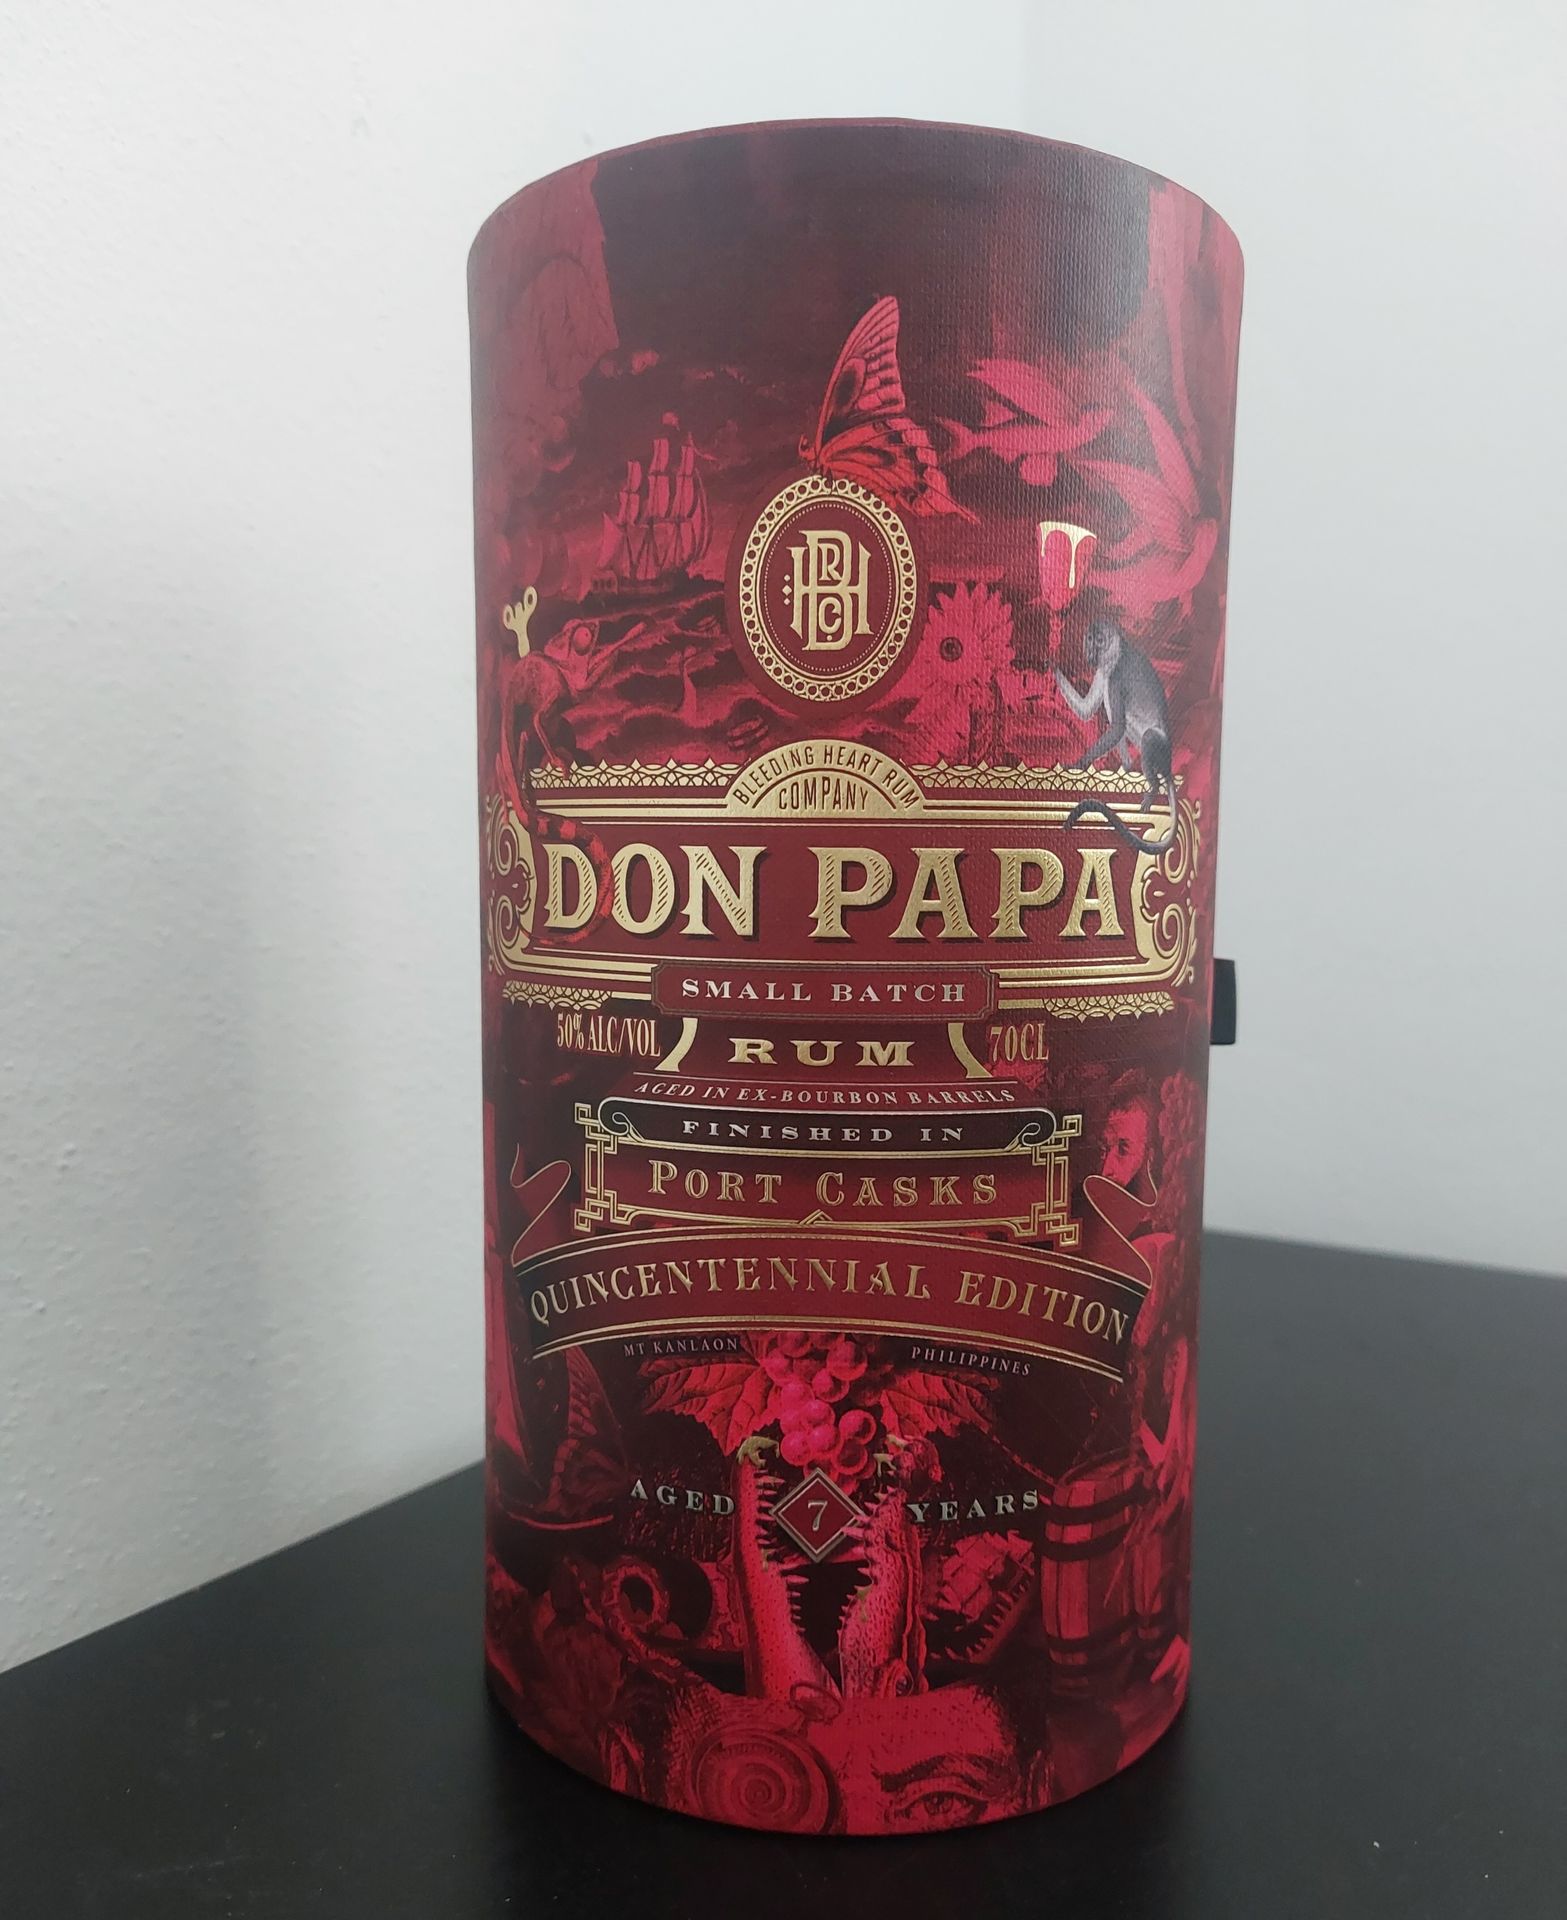 BHRC
BLEEDING HEART RUM
COMPANY
DON PAPA
SMALL BATCH
50% ALC/VOL
RUM
70CL
AGED IN EX-BOURBON BARRELS
FINISHED IN
PORT CASKS
QUINCENTENNIAL EDITION
MT KANLAON
PHILIPPINES
AGED 7 YEARS